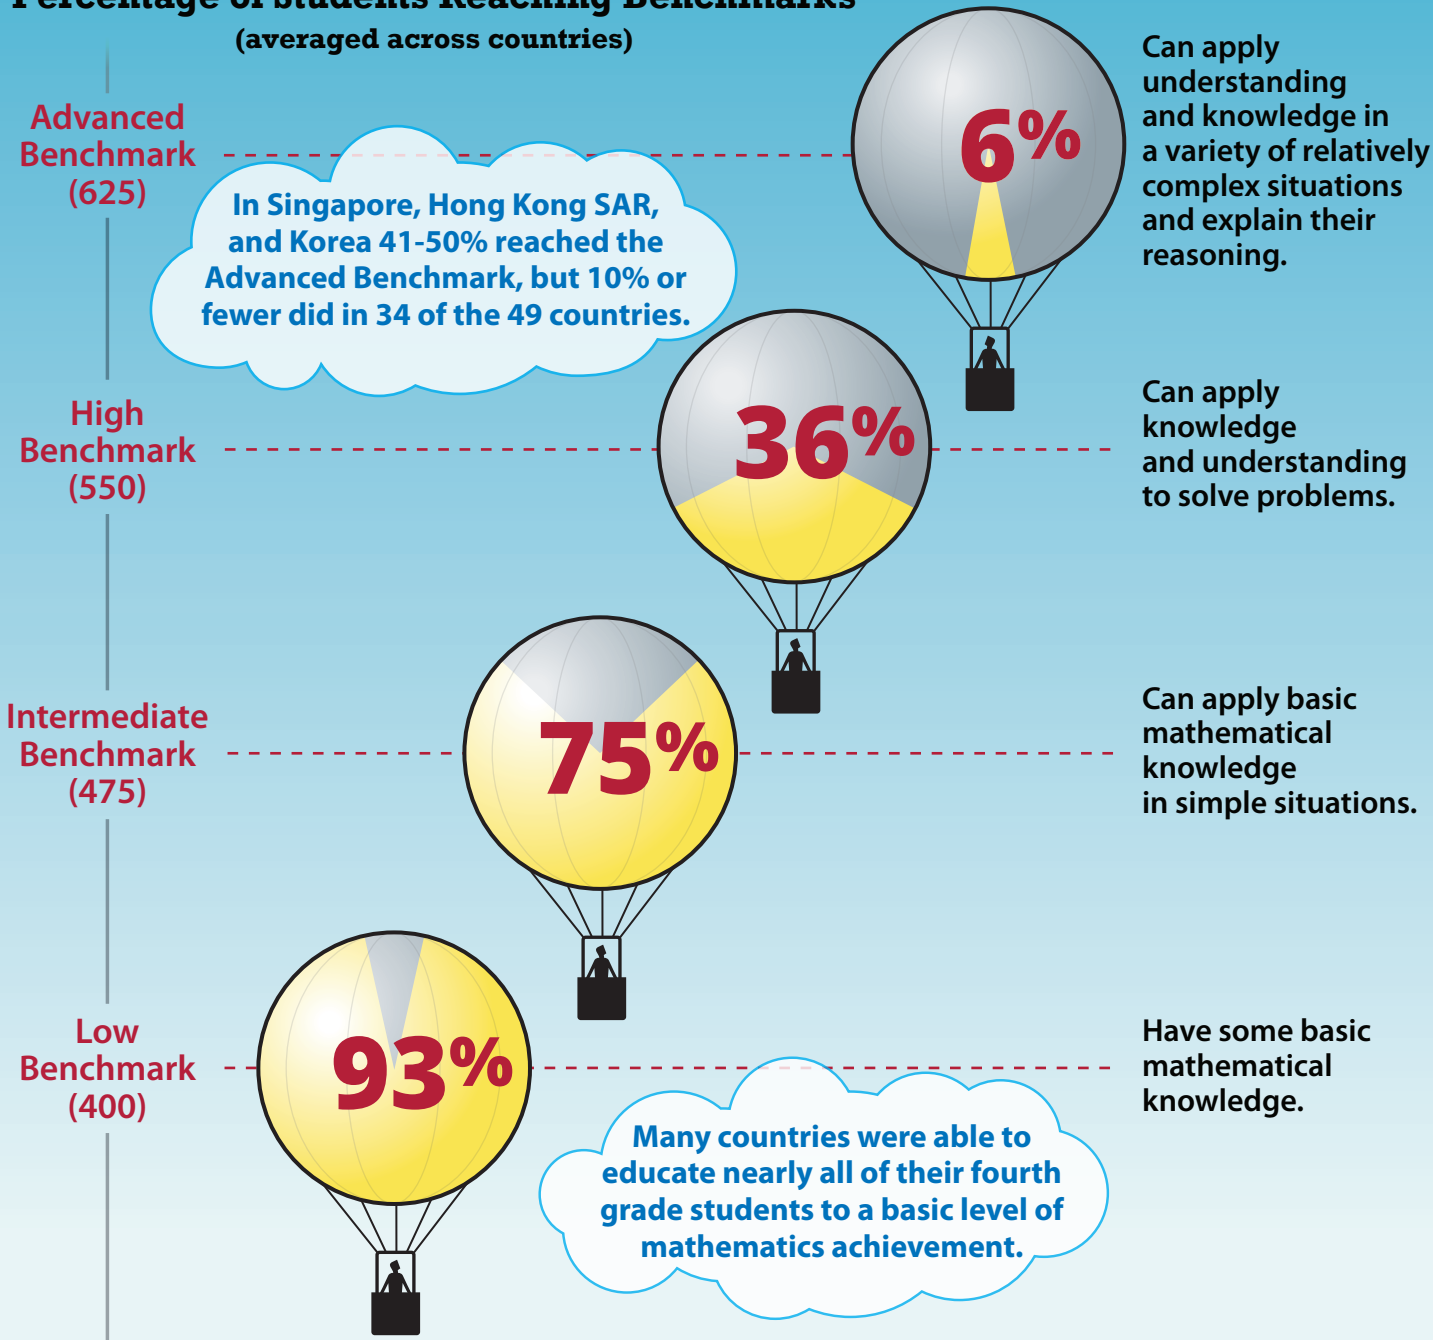 Percentage of Students Reaching Benchmarks
(averaged across countries)
Advanced
Benchmark
(625)
In Singapore, Hong Kong SAR,
and Korea 41-50% reached the
Advanced Benchmark, but 10% or
fewer did in 34 of the 49 countries.
6%
Can apply
understanding
and knowledge in
a variety of relatively
complex situations
and explain their
reasoning.
High
Benchmark
(550)
36%
Can apply
knowledge
and understanding
to solve problems.
Intermediate
Benchmark
(475)
75%
Can apply basic
mathematical
knowledge
in simple situations.
Low
Benchmark
(400)
93%
Have some basic
mathematical
knowledge.
Many countries were able to
educate nearly all of their fourth
grade students to a basic level of
mathematics achievement.